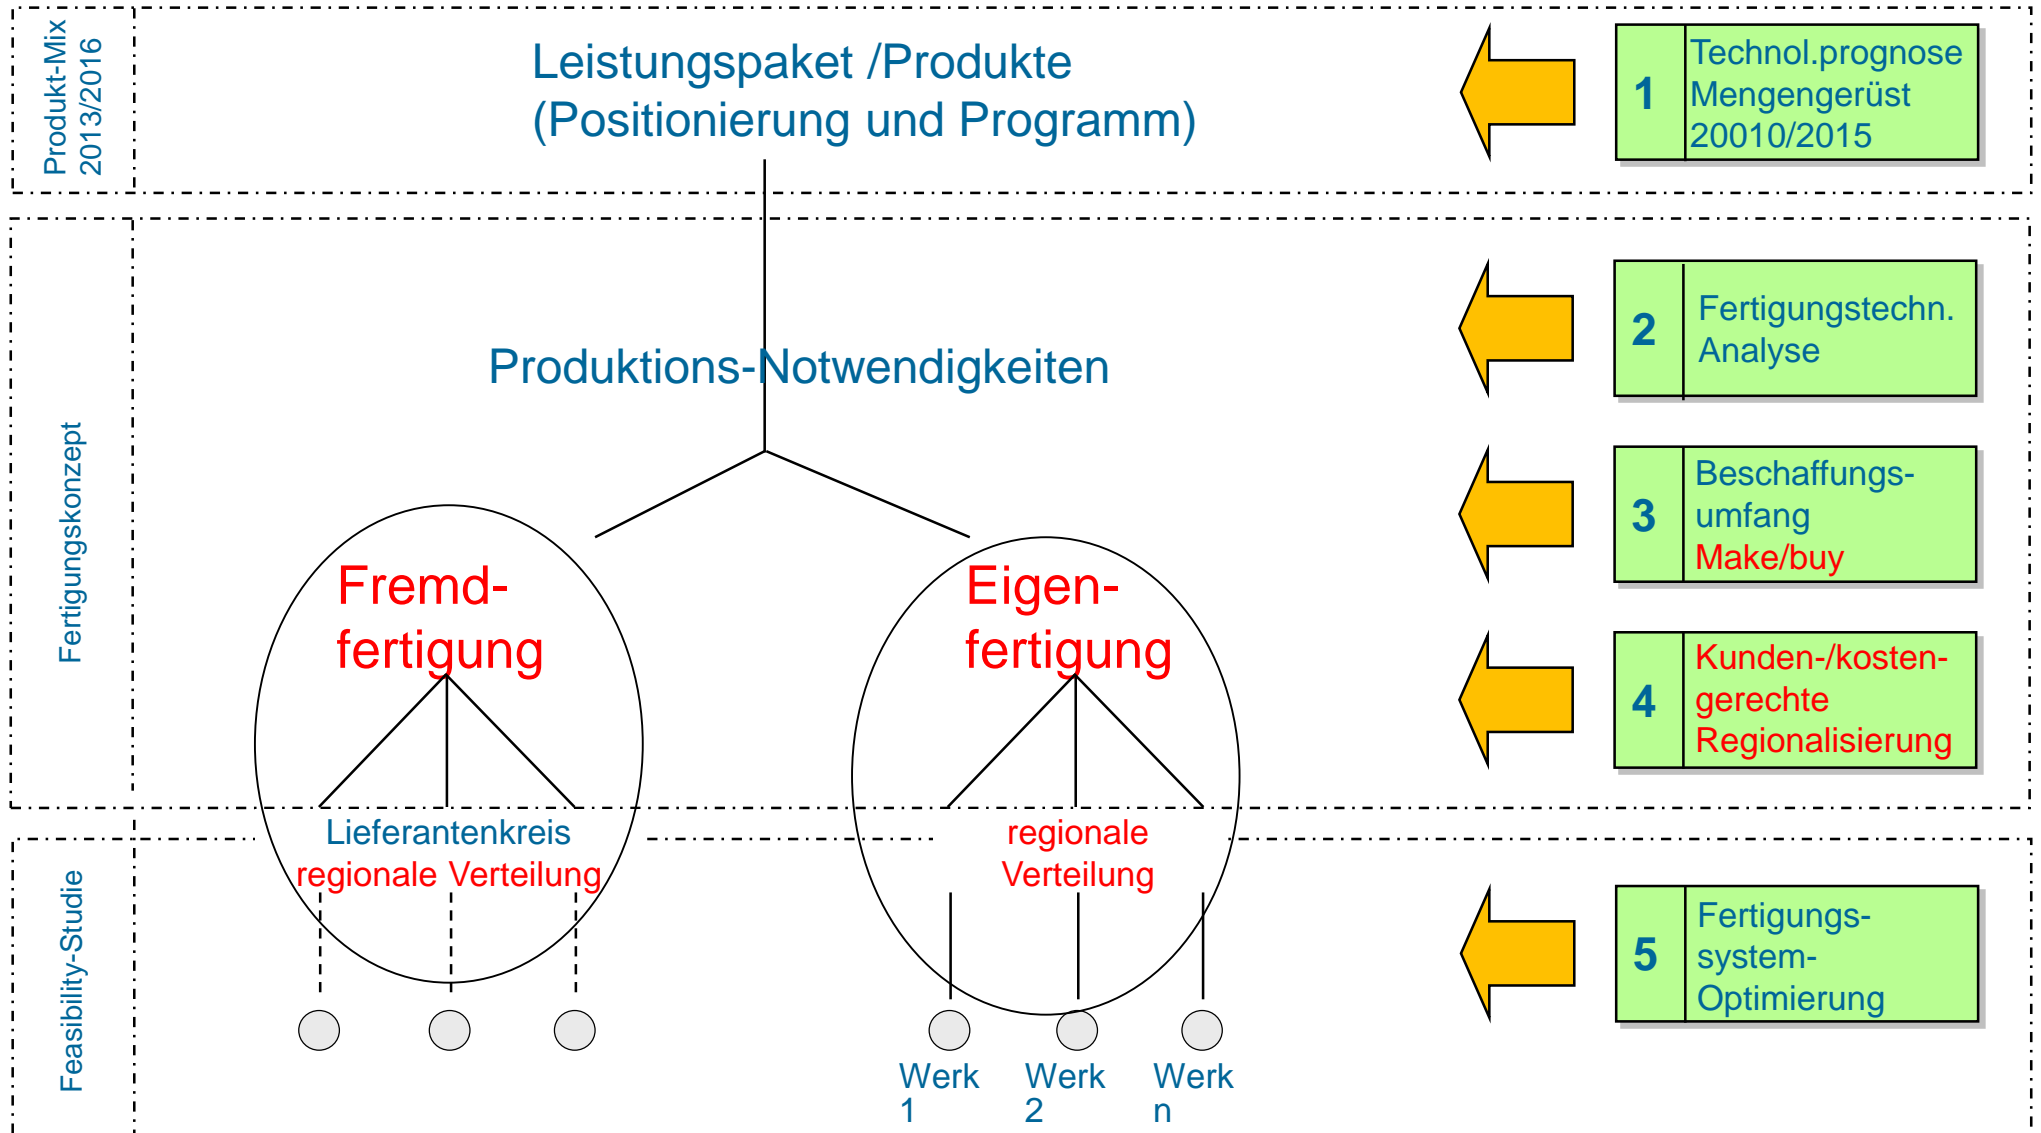 Produkt-Mix
2013/2016
Leistungspaket /Produkte
(Positionierung und Programm)
1
Technol.prognose
Mengengerüst
20010/2015
Fertigungskonzept
Produktions-Notwendigkeiten
2
Fertigungstechn.
Analyse
3
Beschaffungs-
umfang
Make/buy
Fremd-
fertigung
Eigen-
fertigung
4
Kunden-/kosten-
gerechte
Regionalisierung
Feasibility-Studie
Lieferantenkreis
regionale Verteilung
regionale
Verteilung
5
Fertigungs-
system-
Optimierung
Werk
1
Werk
2
Werk
n